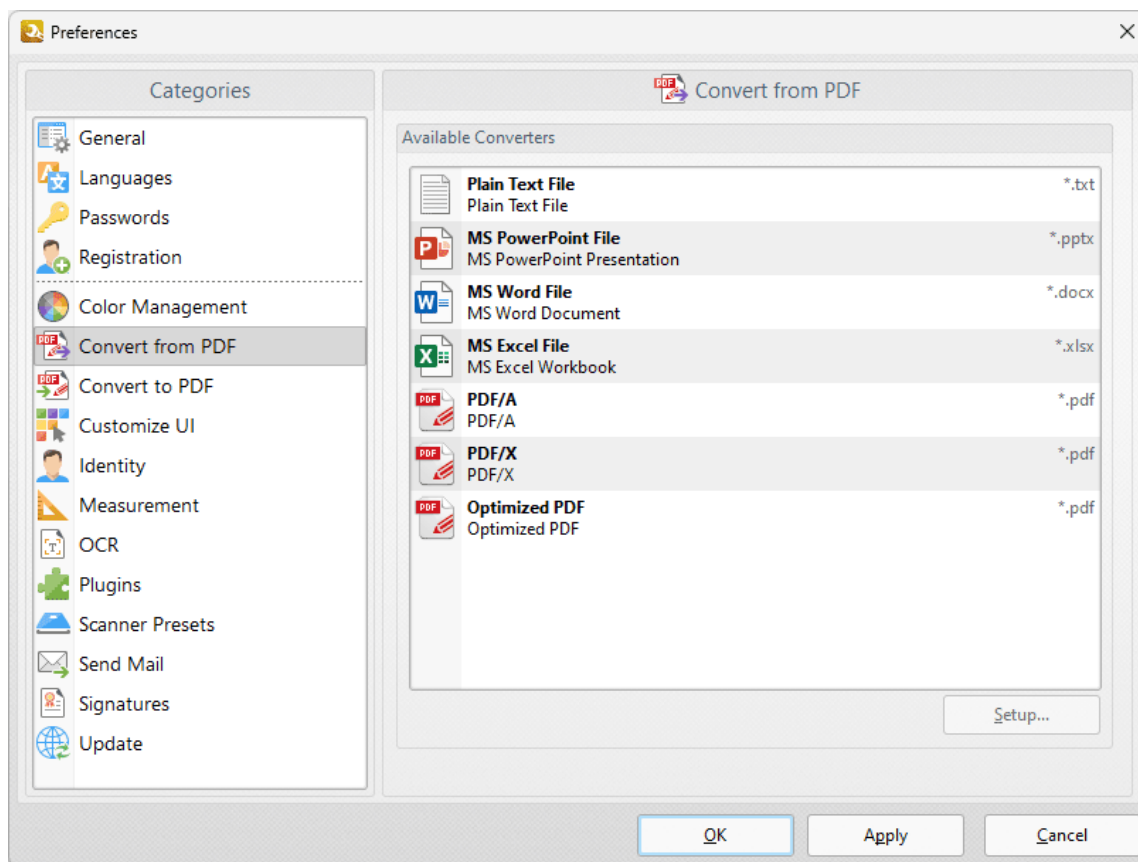 Preferences
Categories
General
Languages
Passwords
Registration
Color Management
Convert from PDF
Convert to PDF
Customize UI
Identity
Measurement
OCR
Plugins
Scanner Presets
Send Mail
Signatures
Update
Convert from PDF
Available Converters
Plain Text File *.txt
Plain Text File
MS PowerPoint File *.pptx
MS PowerPoint Presentation
MS Word File *.docx
MS Word Document
MS Excel File *.xlsx
MS Excel Workbook
PDF/A *.pdf
PDF/A
PDF/X *.pdf
PDF/X
Optimized PDF *.pdf
Optimized PDF
Setup...
OK Apply Cancel